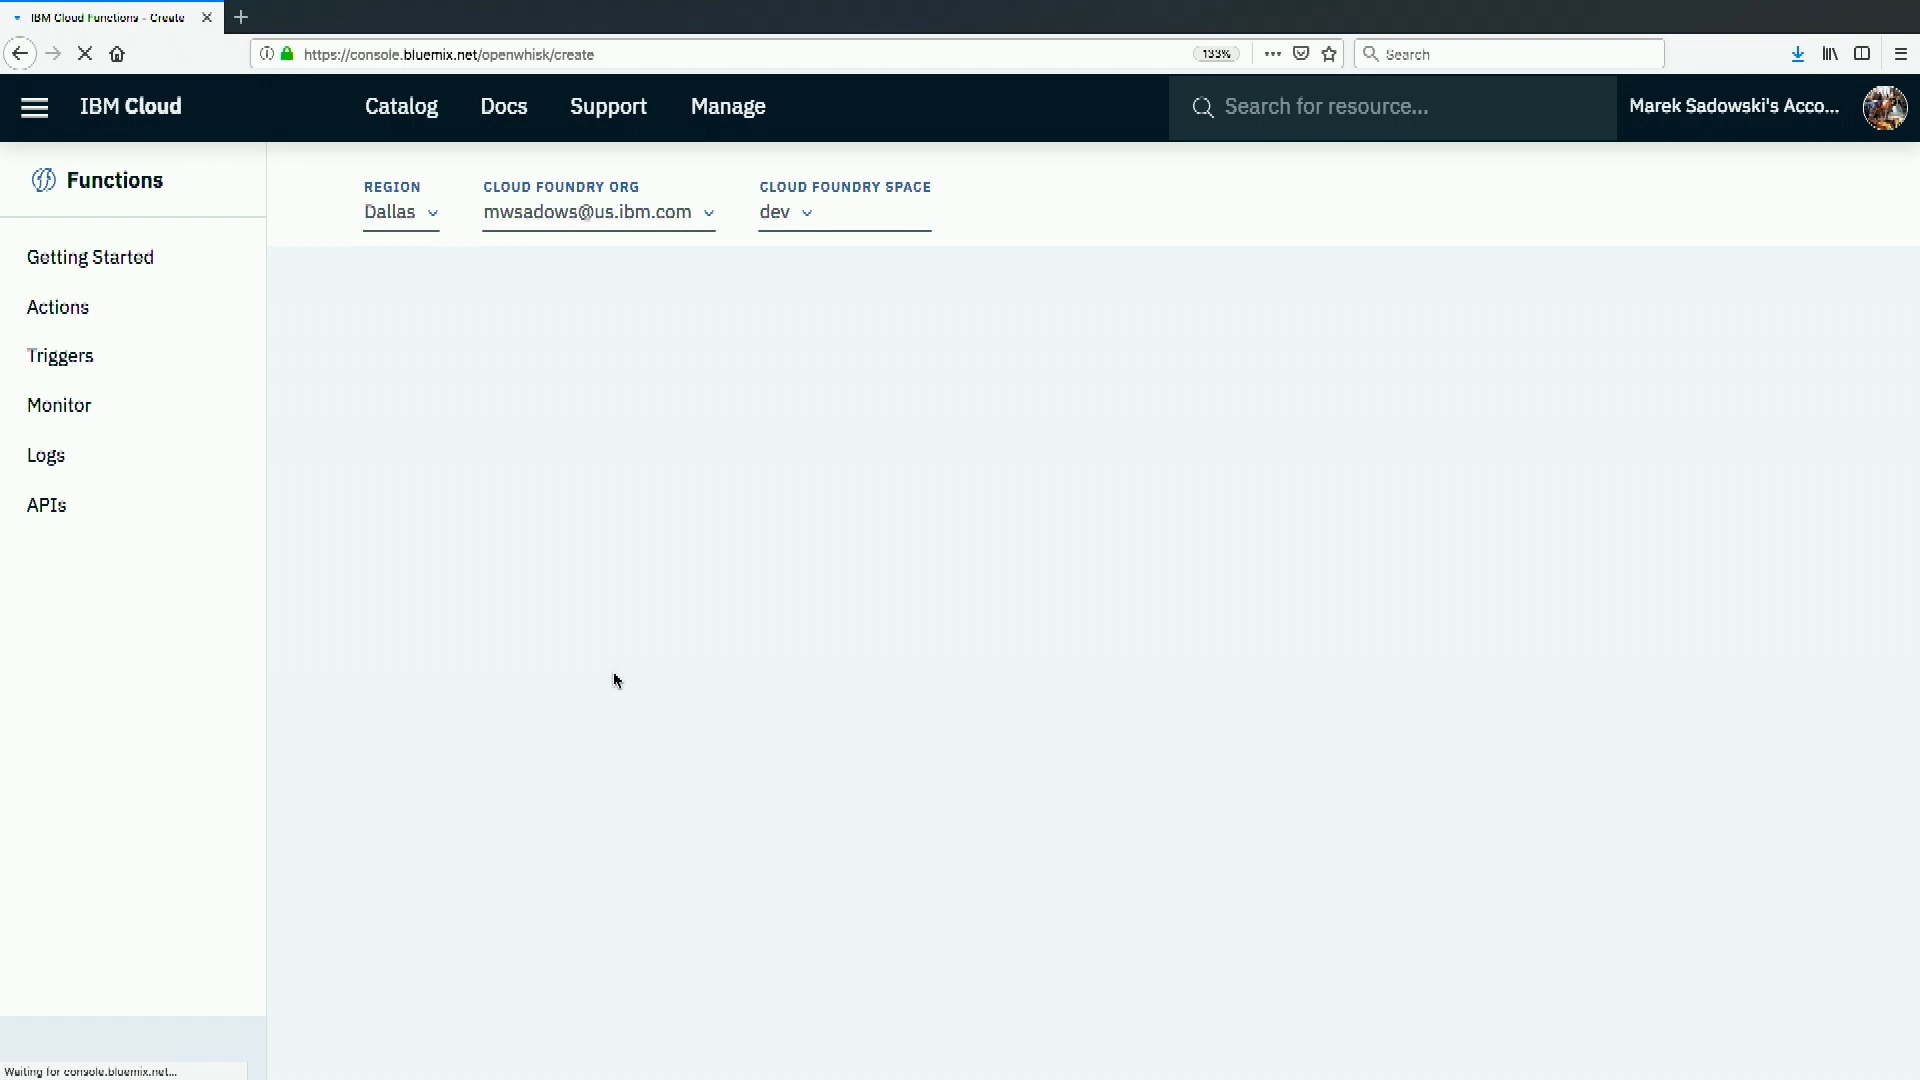 IBM Cloud Functions - Create
https://console.bluemix.net/openwhisk/create
133%
Search
IBM Cloud
Catalog
Docs
Support
Manage
Search for resource...
Marek Sadowski's Acco...
Functions
REGION
CLOUD FOUNDRY ORG
CLOUD FOUNDRY SPACE
Dallas
mwsadows@us.ibm.com
dev
Getting Started
Actions
Triggers
Monitor
Logs
APIs
Waiting for console.bluemix.net...